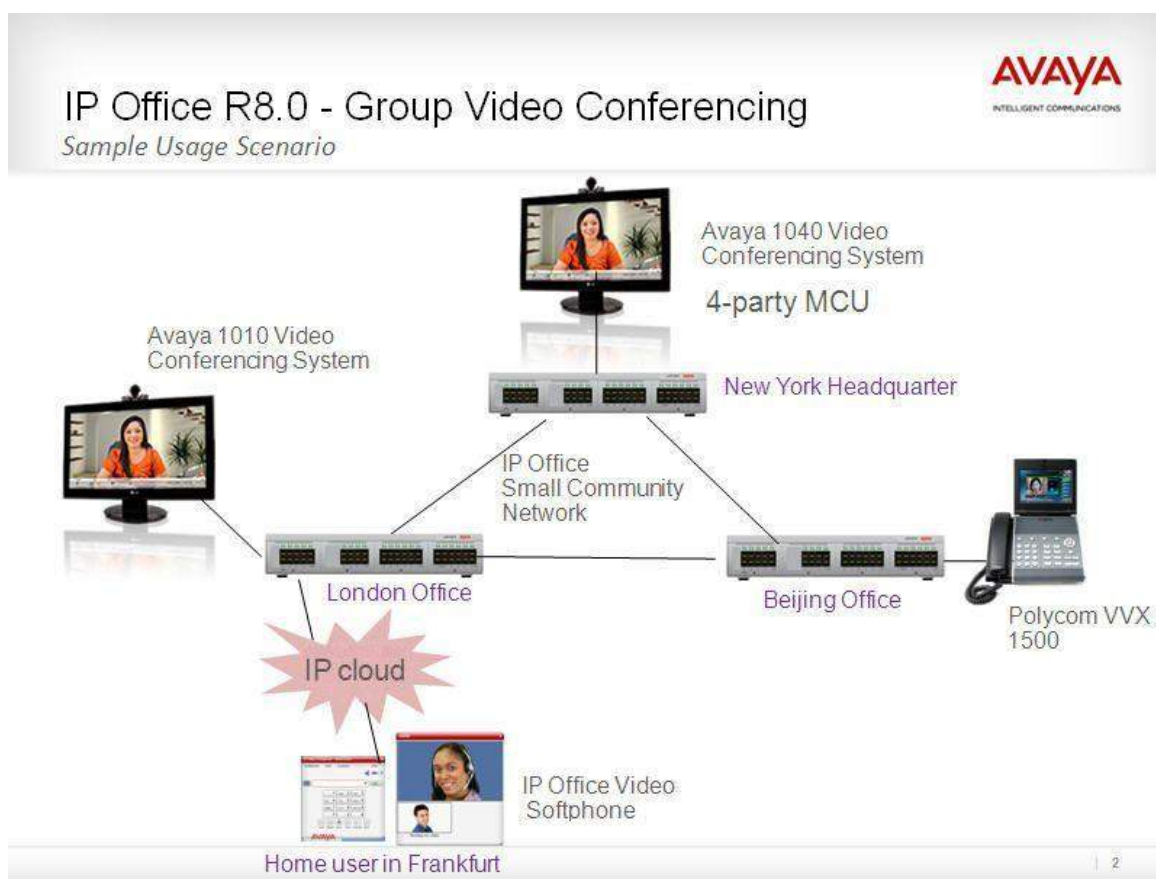 AVAYA
INTELLIGENT COMMUNICATIONS
IP Office R8.0 - Group Video Conferencing
Sample Usage Scenario
Avaya 1040 Video
Conferencing System
4-party MCU
Avaya 1010 Video
Conferencing System
New York Headquarter
IP Office
Small Community
Network
London Office
Beijing Office
Polycom VVX
1500
IP cloud
AVAYA
IP Office Video
Softphone
Home user in Frankfurt
2